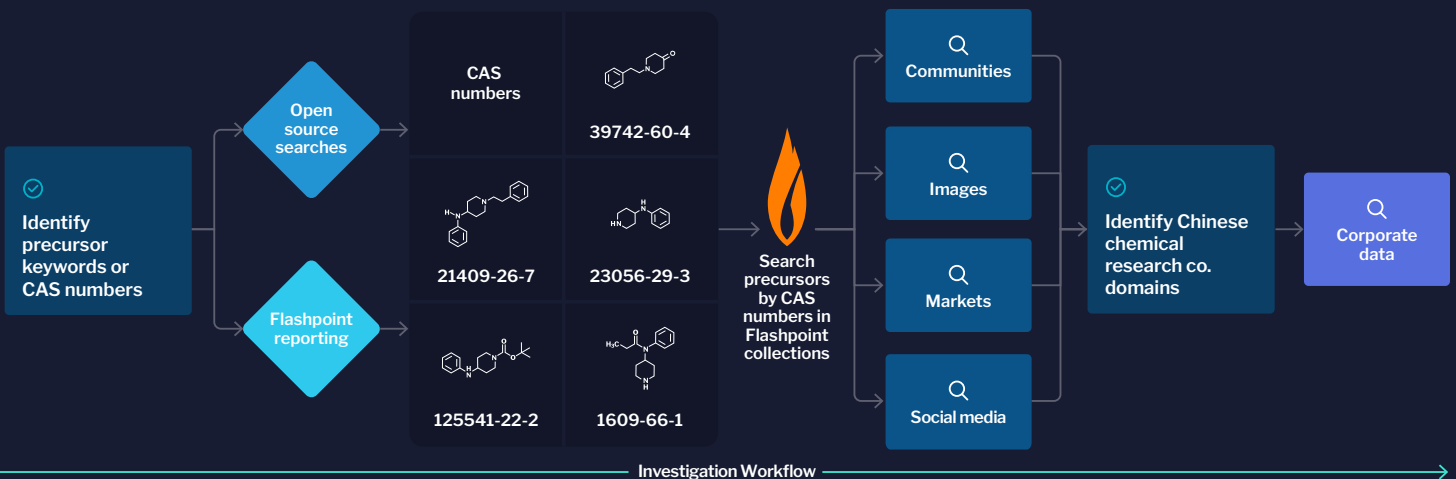 Identify
precursor
keywords or
CAS numbers
Open
source
searches
Flashpoint
reporting
CAS
numbers
O
N
39742-60-4
N
H
N
21409-26-7
H
N
HN
23056-29-3
O
N
O
H
N
125541-22-2
O
H₃C
N
N
H
1609-66-1
Search
precursors
by CAS
numbers in
Flashpoint
collections
Communities
Images
Markets
Social media
Identify Chinese
chemical
research co.
domains
Corporate
data
Investigation Workflow